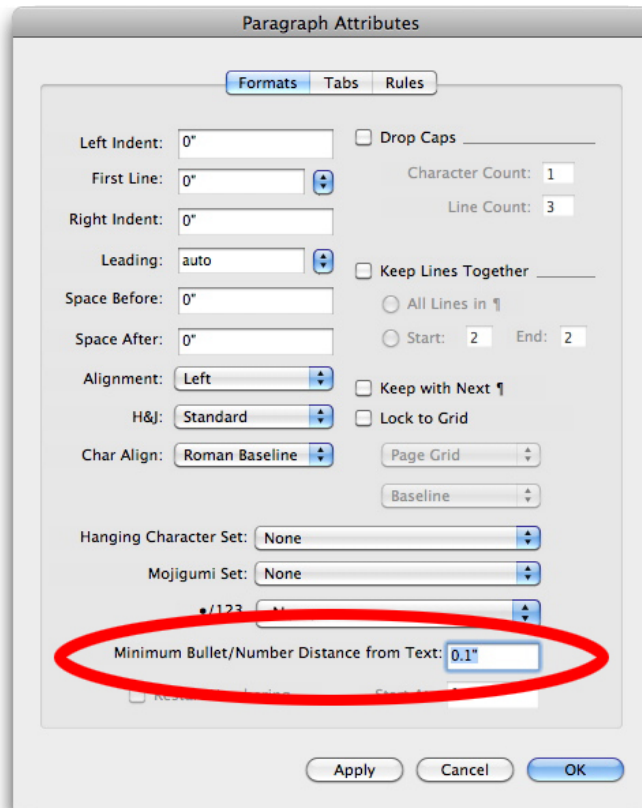 Paragraph Attributes
Formats Tabs Rules
Left Indent: 0"
First Line: 0"
Right Indent: 0"
Leading: auto
Space Before: 0"
Space After: 0"
Alignment: Left
H&J: Standard
Char Align: Roman Baseline
Drop Caps
Character Count: 1
Line Count: 3
Keep Lines Together
All Lines in ¶
Start: 2 End: 2
Keep with Next ¶
Lock to Grid
Page Grid
Baseline
Hanging Character Set: None
Mojigumi Set: None
•/123
Minimum Bullet/Number Distance from Text: 0.1"
Apply Cancel OK